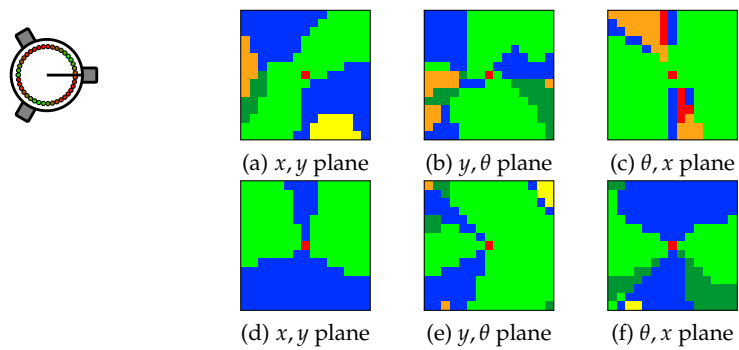 (a) x, y plane
(b) y, θ plane
(c) θ, x plane
(d) x, y plane
(e) y, θ plane
(f) θ, x plane